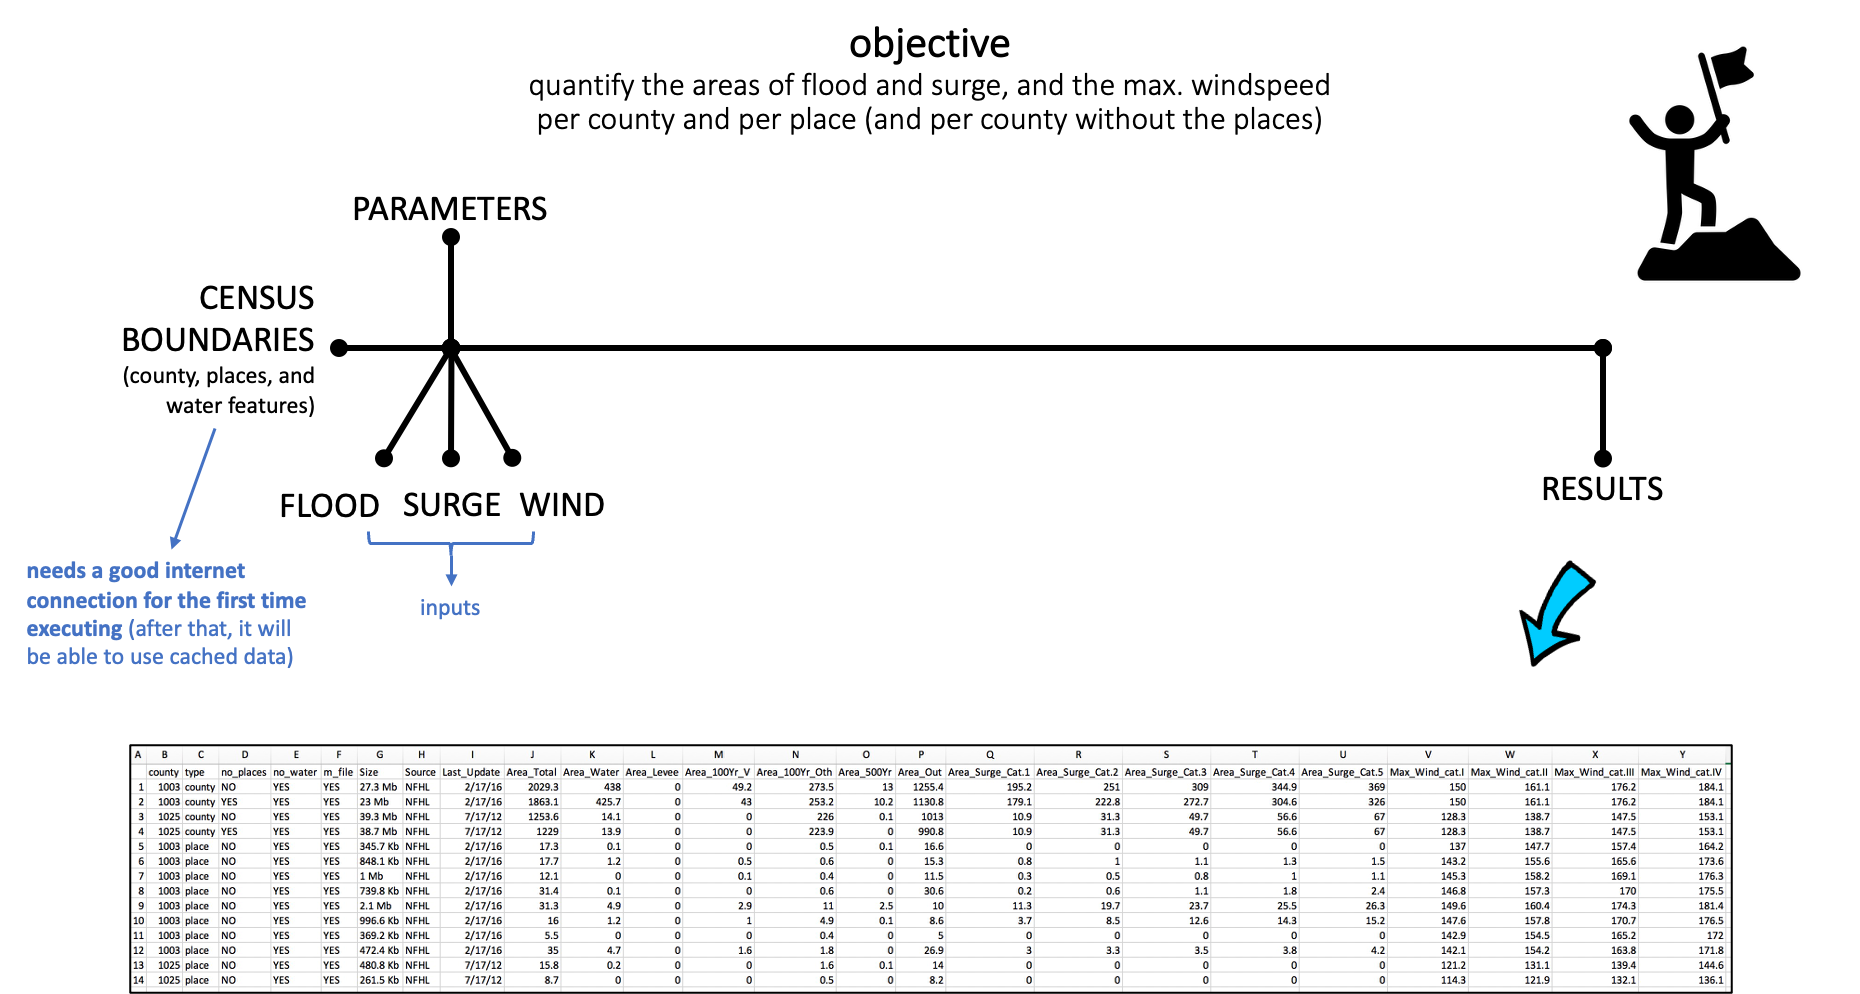 objective
quantify the areas of flood and surge, and the max. windspeed
per county and per place (and per county without the places)
PARAMETERS
CENSUS
BOUNDARIES
(county, places, and
water features)
FLOOD SURGE WIND
RESULTS
needs a good internet
connection for the first time
executing (after that, it will
be able to use cached data)
inputs
A B C D E F G H I J K L M N O P Q R S T U V W X Y
county type no_places no_water m_file Size Source Last_Update Area_Total Area_Water Area_Levee Area_100Yr_V Area_100Yr_Oth Area_500Yr Area_Out Area_Surge_Cat.1 Area_Surge_Cat.2 Area_Surge_Cat.3 Area_Surge_Cat.4 Area_Surge_Cat.5 Max_Wind_cat.I Max_Wind_cat.II Max_Wind_cat.III Max_Wind_cat.IV
1 1003 county NO YES YES 27.3 Mb NFHL 2/17/16 2029.3 438 0 49.2 273.5 13 1255.4 195.2 251 309 344.9 369 150 161.1 176.2 184.1
2 1003 county YES YES YES 23 Mb NFHL 2/17/16 1863.1 425.7 0 43 253.2 10.2 1130.8 179.1 222.8 272.7 304.6 326 150 161.1 176.2 184.1
3 1025 county NO YES YES 39.3 Mb NFHL 7/17/12 1253.6 14.1 0 0 226 0.1 1013 10.9 31.3 49.7 56.6 67 128.3 138.7 147.5 153.1
4 1025 county YES YES YES 38.7 Mb NFHL 7/17/12 1229 13.9 0 0 223.9 0 990.8 10.9 31.3 49.7 56.6 67 128.3 138.7 147.5 153.1
5 1003 place NO YES YES 345.7 Kb NFHL 2/17/16 17.3 0.1 0 0 0.5 0.1 16.6 0 0 0 0 0 137 147.7 157.4 164.2
6 1003 place NO YES YES 848.1 Kb NFHL 2/17/16 17.7 1.2 0 0.5 0.6 0 15.3 0.8 1 1.1 1.3 1.5 143.2 155.6 165.6 173.6
7 1003 place NO YES YES 1 Mb NFHL 2/17/16 12.1 0 0 0.1 0.4 0 11.5 0.3 0.5 0.8 1 1.1 145.3 158.2 169.1 176.3
8 1003 place NO YES YES 739.8 Kb NFHL 2/17/16 31.4 0.1 0 0 0.6 0 30.6 0.2 0.6 1.1 1.8 2.4 146.8 157.3 170 175.5
9 1003 place NO YES YES 2.1 Mb NFHL 2/17/16 31.3 4.9 0 2.9 11 2.5 10 11.3 19.7 23.7 25.5 26.3 149.6 160.4 174.3 181.4
10 1003 place NO YES YES 996.6 Kb NFHL 2/17/16 16 1.2 0 1 4.9 0.1 8.6 3.7 8.5 12.6 14.3 15.2 147.6 157.8 170.7 176.5
11 1003 place NO YES YES 369.2 Kb NFHL 2/17/16 5.5 0 0 0 0.4 0 5 0 0 0 0 0 142.9 154.5 165.2 172
12 1003 place NO YES YES 472.4 Kb NFHL 2/17/16 35 4.7 0 1.6 1.8 0 26.9 3 3.3 3.5 3.8 4.2 142.1 154.2 163.8 171.8
13 1025 place NO YES YES 480.8 Kb NFHL 7/17/12 15.8 0.2 0 0 1.6 0.1 14 0 0 0 0 0 121.2 131.1 139.4 144.6
14 1025 place NO YES YES 261.5 Kb NFHL 7/17/12 8.7 0 0 0 0.5 0 8.2 0 0 0 0 0 114.3 121.9 132.1 136.1